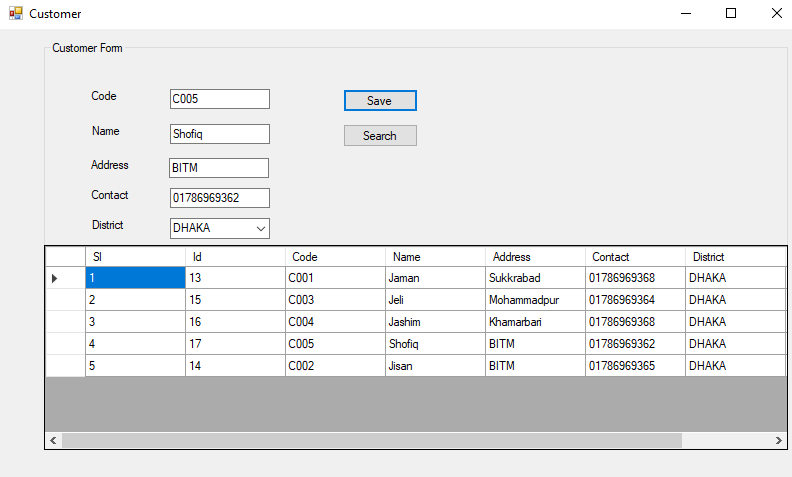 Customer
Customer Form
Code C005 Save
Name Shofiq Search
Address BITM
Contact 01786969362
District DHAKA
Sl Id Code Name Address Contact District
1 13 C001 Jaman Sukkrabad 01786969368 DHAKA
2 15 C003 Jeli Mohammadpur 01786969364 DHAKA
3 16 C004 Jashim Khamarbari 01786969368 DHAKA
4 17 C005 Shofiq BITM 01786969362 DHAKA
5 14 C002 Jisan BITM 01786969365 DHAKA